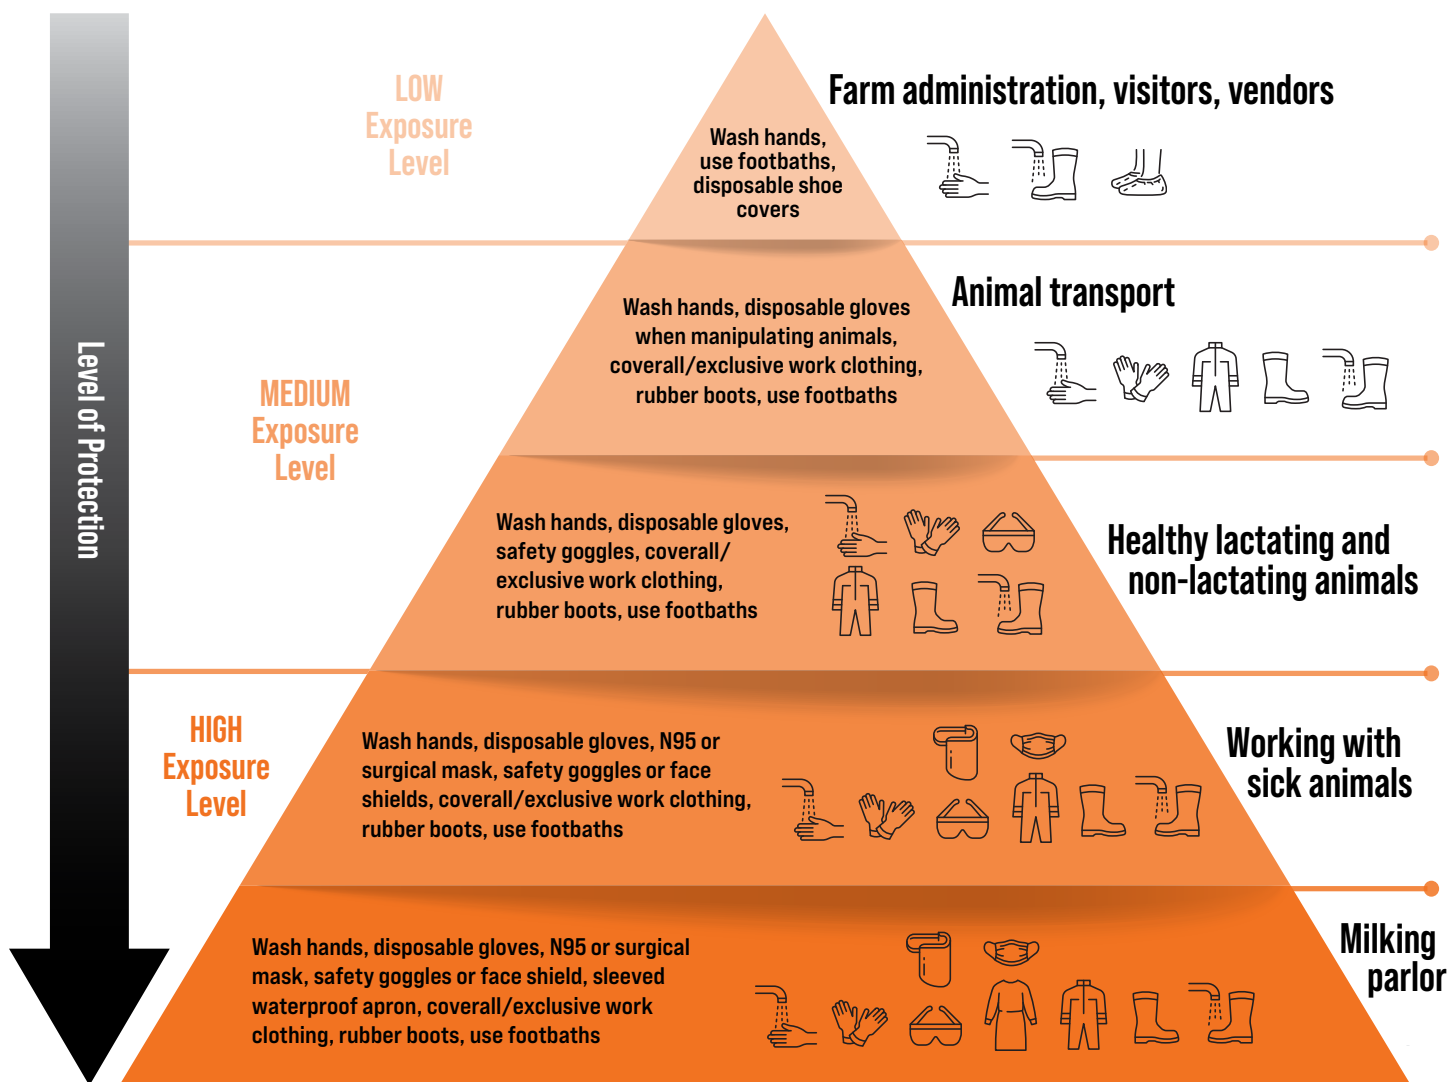 LOW
Exposure
Level
Farm administration, visitors, vendors
Wash hands,
use footbaths,
disposable shoe
covers
Level of Protection
MEDIUM
Exposure
Level
Animal transport
Wash hands, disposable gloves
when manipulating animals,
coverall/exclusive work clothing,
rubber boots, use footbaths
Wash hands, disposable gloves,
safety goggles, coverall/
exclusive work clothing,
rubber boots, use footbaths
Healthy lactating and
non-lactating animals
HIGH
Exposure
Level
Wash hands, disposable gloves, N95 or
surgical mask, safety goggles or face
shields, coverall/exclusive work clothing,
rubber boots, use footbaths
Working with
sick animals
Wash hands, disposable gloves, N95 or surgical
mask, safety goggles or face shield, sleeved
waterproof apron, coverall/exclusive work
clothing, rubber boots, use footbaths
Milking
parlor